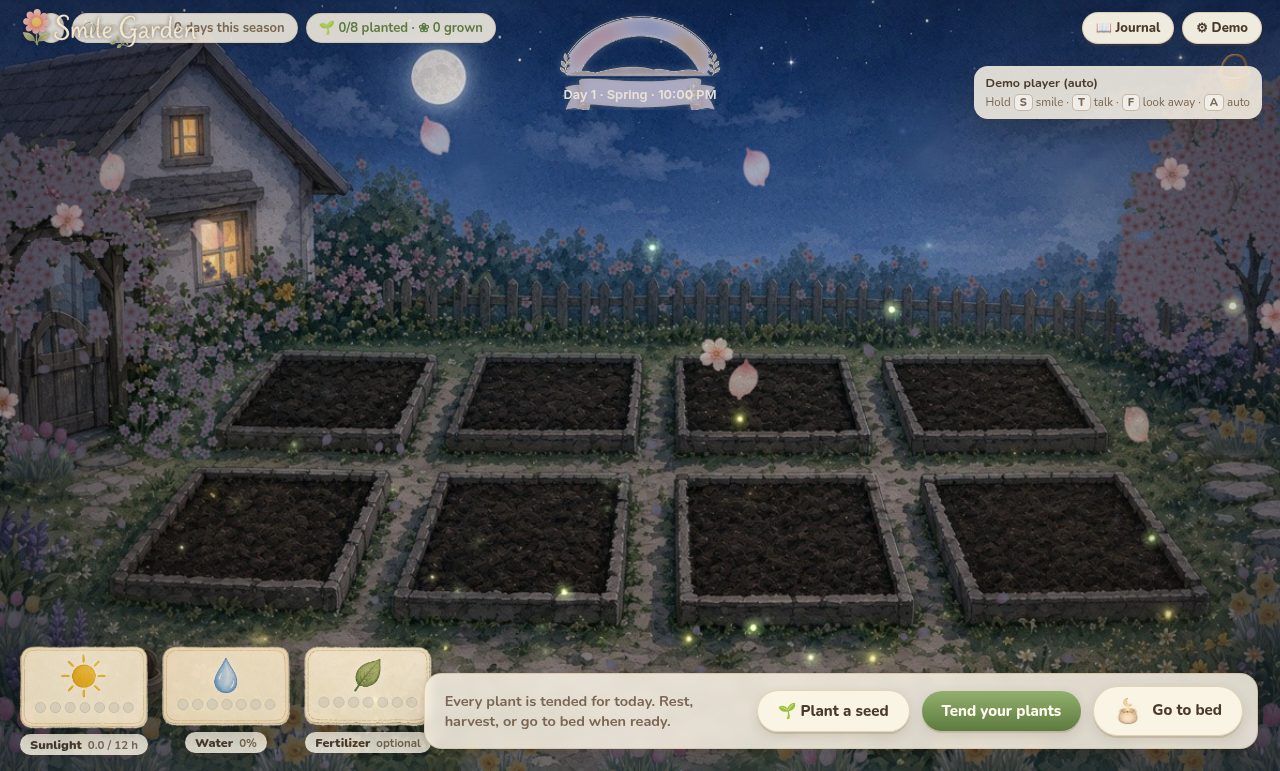 Smile Garden
days this season
🌱 0/8 planted · ❀ 0 grown
Day 1 · Spring · 10:00 PM
📖 Journal
⚙ Demo
Demo player (auto)
Hold S smile · T talk · F look away · A auto
Every plant is tended for today. Rest,
harvest, or go to bed when ready.
🌱 Plant a seed
Tend your plants
Go to bed
Sunlight 0.0 / 12 h
Water 0%
Fertilizer optional